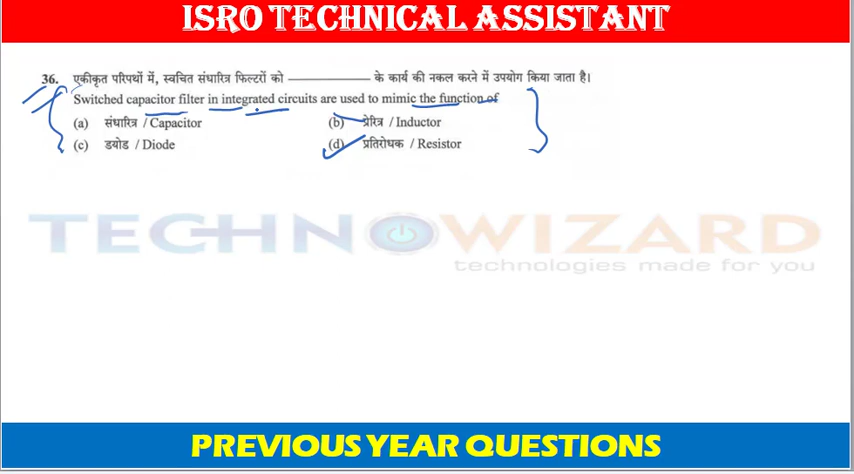 ISRO TECHNICAL ASSISTANT
36. एकीकृत परिपथों में, स्वचित संधारित्र फिल्टरों को ____________ के कार्य की नकल करने में उपयोग किया जाता है।
Switched capacitor filter in integrated circuits are used to mimic the function of
(a) संधारित्र / Capacitor (b) प्रेरित्र / Inductor
(c) डायोड / Diode (d) प्रतिरोधक / Resistor
TECHNOWIZARD
technologies made for you
PREVIOUS YEAR QUESTIONS